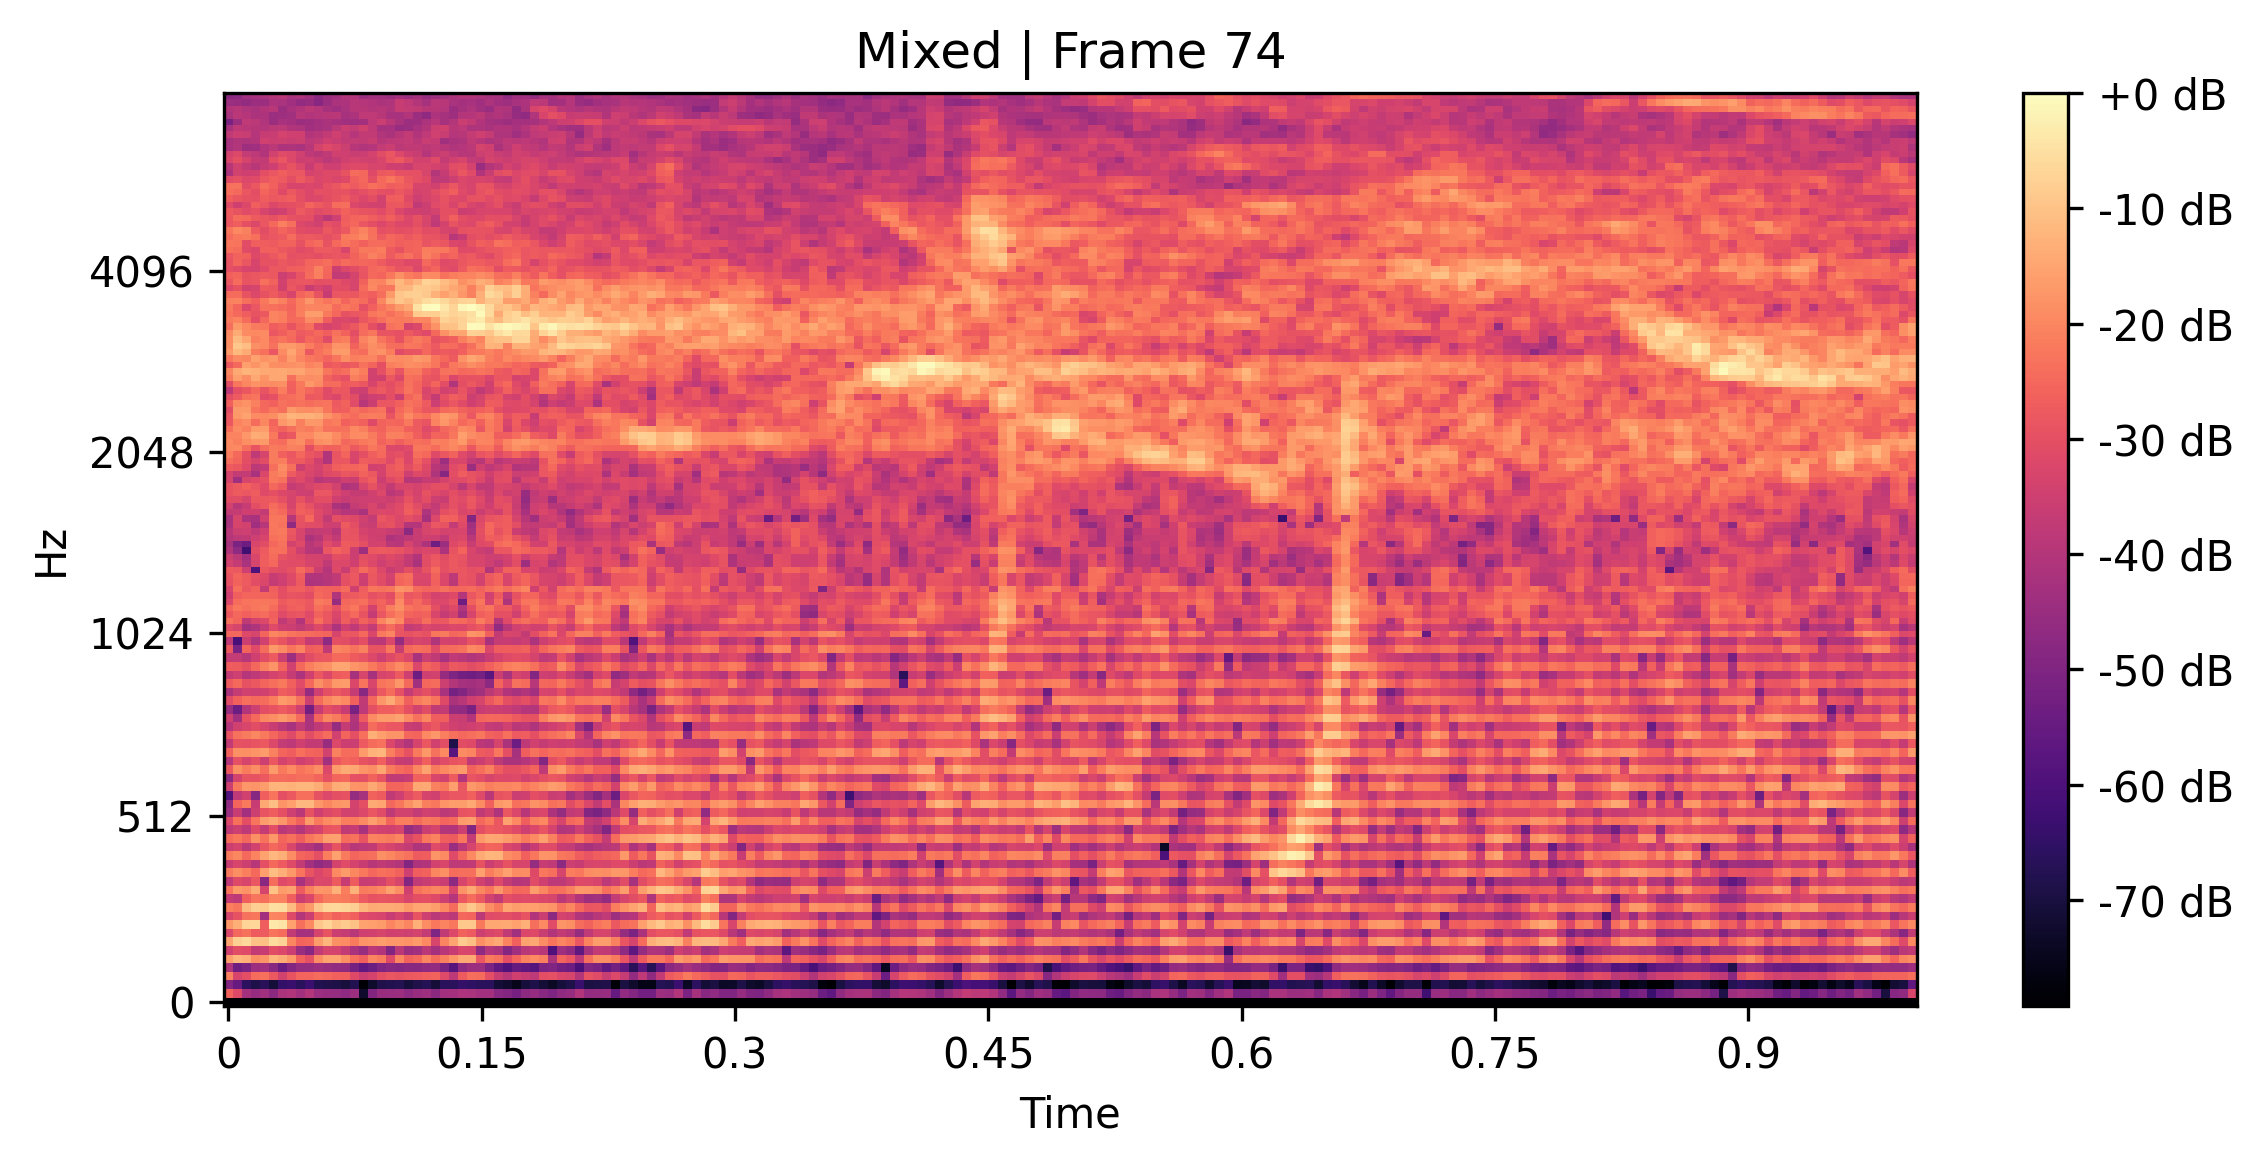 Mixed | Frame 74
+0 dB
-10 dB
-20 dB
-30 dB
-40 dB
-50 dB
-60 dB
-70 dB
4096
2048
1024
512
0
Hz
0 0.15 0.3 0.45 0.6 0.75 0.9
Time